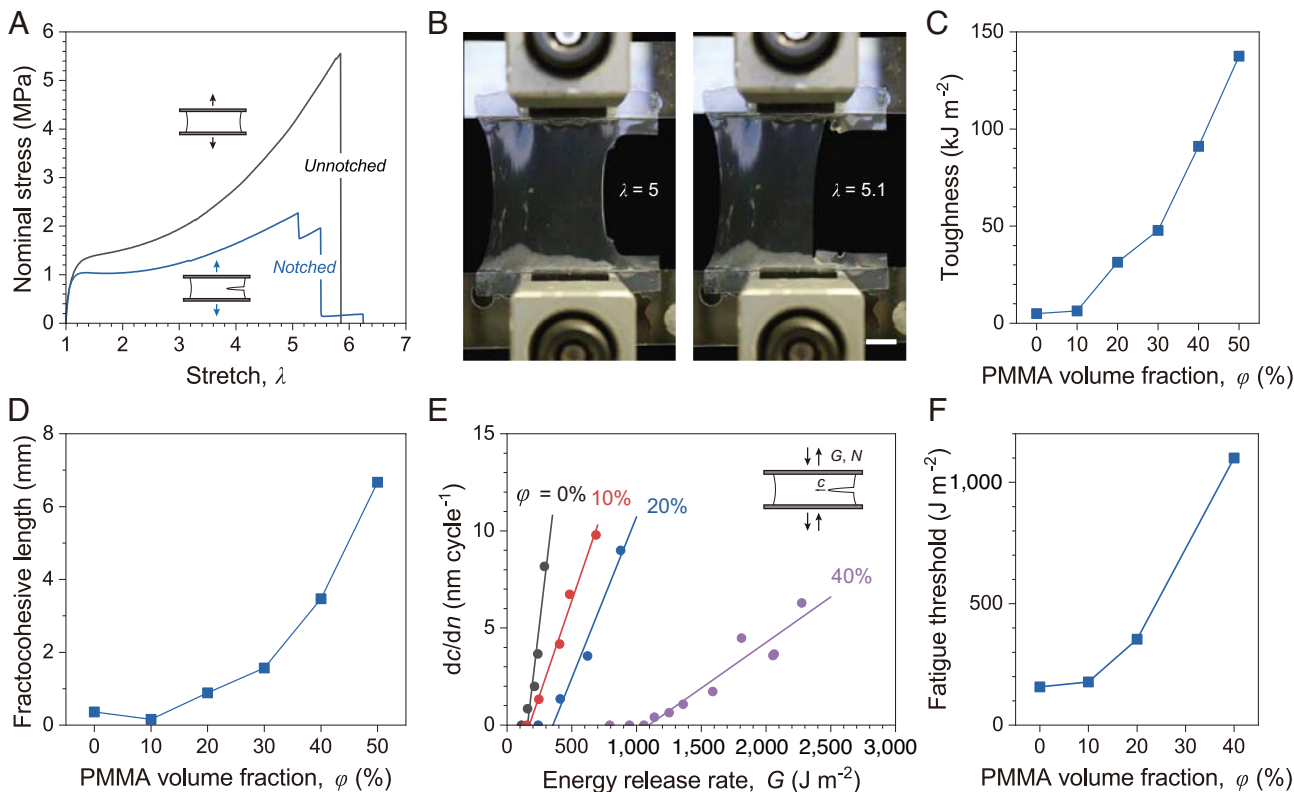 A
Nominal stress (MPa)
6
5
4
3
2
1
0
Unnotched
Notched
1 2 3 4 5 6 7
Stretch, λ
B
λ = 5
λ = 5.1
C
Toughness (kJ m⁻²)
150
100
50
0
0 10 20 30 40 50
PMMA volume fraction, φ (%)
D
Fractocohesive length (mm)
8
6
4
2
0
0 10 20 30 40 50
PMMA volume fraction, φ (%)
E
dc/dn (nm cycle⁻¹)
15
10
5
0
φ = 0%
10%
20%
40%
G, N
c
0 500 1,000 1,500 2,000 2,500 3,000
Energy release rate, G (J m⁻²)
F
Fatigue threshold (J m⁻²)
1,000
500
0
0 10 20 30 40
PMMA volume fraction, φ (%)